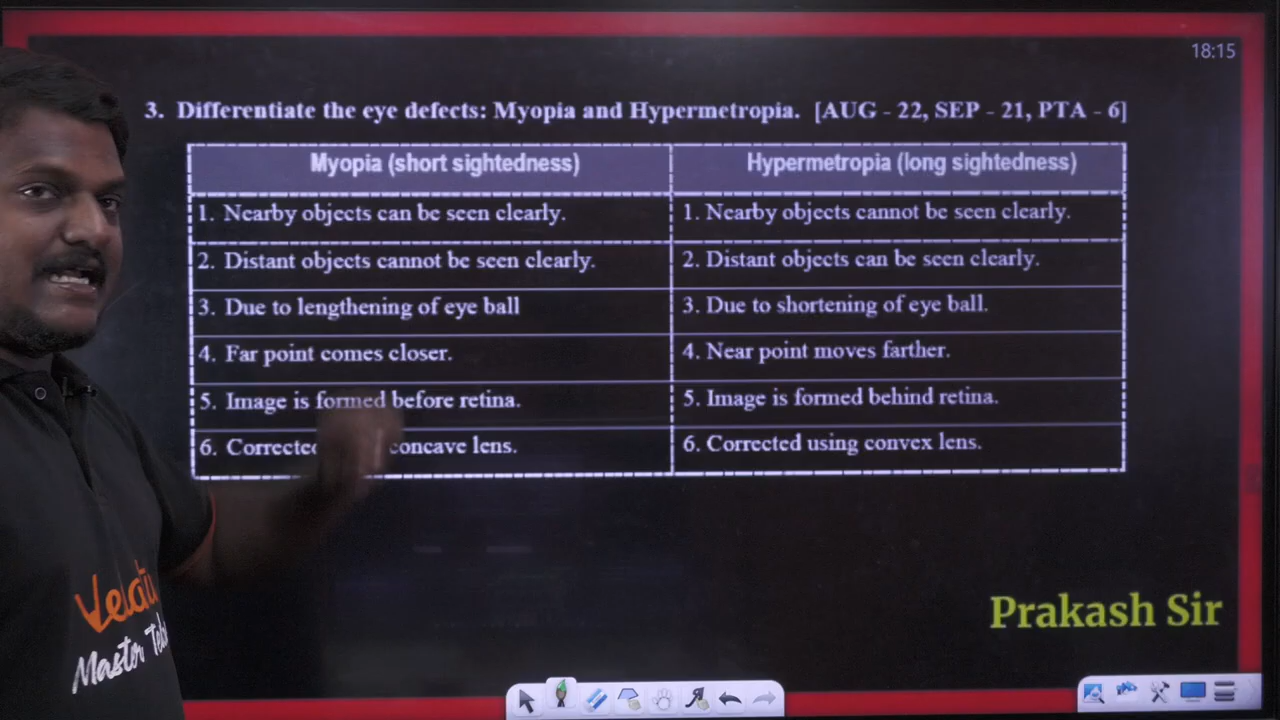 18:15
3. Differentiate the eye defects: Myopia and Hypermetropia. [AUG - 22, SEP - 21, PTA - 6]
Myopia (short sightedness)
Hypermetropia (long sightedness)
1. Nearby objects can be seen clearly.
1. Nearby objects cannot be seen clearly.
2. Distant objects cannot be seen clearly.
2. Distant objects can be seen clearly.
3. Due to lengthening of eye ball
3. Due to shortening of eye ball.
4. Far point comes closer.
4. Near point moves farther.
5. Image is formed before retina.
5. Image is formed behind retina.
6. Corrected concave lens.
6. Corrected using convex lens.
Prakash Sir
Master